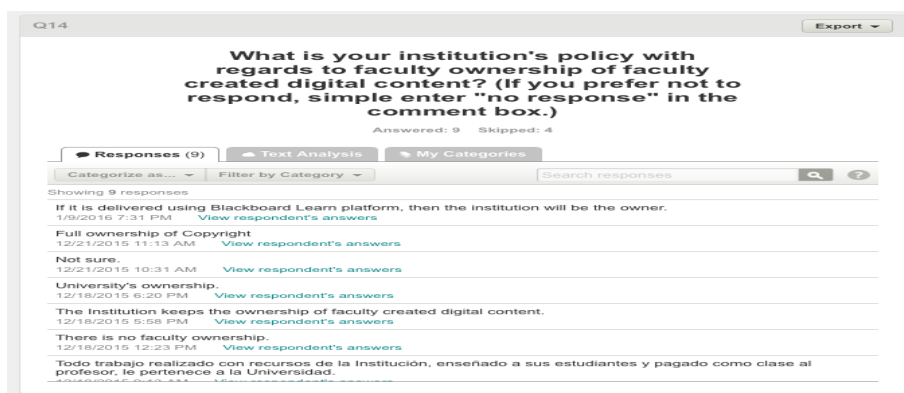 Q14
Export
What is your institution's policy with
regards to faculty ownership of faculty
created digital content? (If you prefer not to
respond, simple enter "no response" in the
comment box.)
Answered: 9 Skipped: 4
Responses (9) Text Analysis My Categories
Categorize as... Filter by Category Search responses ?
Showing 9 responses
If it is delivered using Blackboard Learn platform, then the institution will be the owner.
1/9/2016 7:31 PM View respondent's answers
Full ownership of Copyright
12/21/2015 11:13 AM View respondent's answers
Not sure.
12/21/2015 10:31 AM View respondent's answers
University's ownership.
12/18/2015 6:20 PM View respondent's answers
The Institution keeps the ownership of faculty created digital content.
12/18/2015 5:58 PM View respondent's answers
There is no faculty ownership.
12/18/2015 12:23 PM View respondent's answers
Todo trabajo realizado con recursos de la Institución, enseñado a sus estudiantes y pagado como clase al
profesor, le pertenece a la Universidad.
View respondent's answers